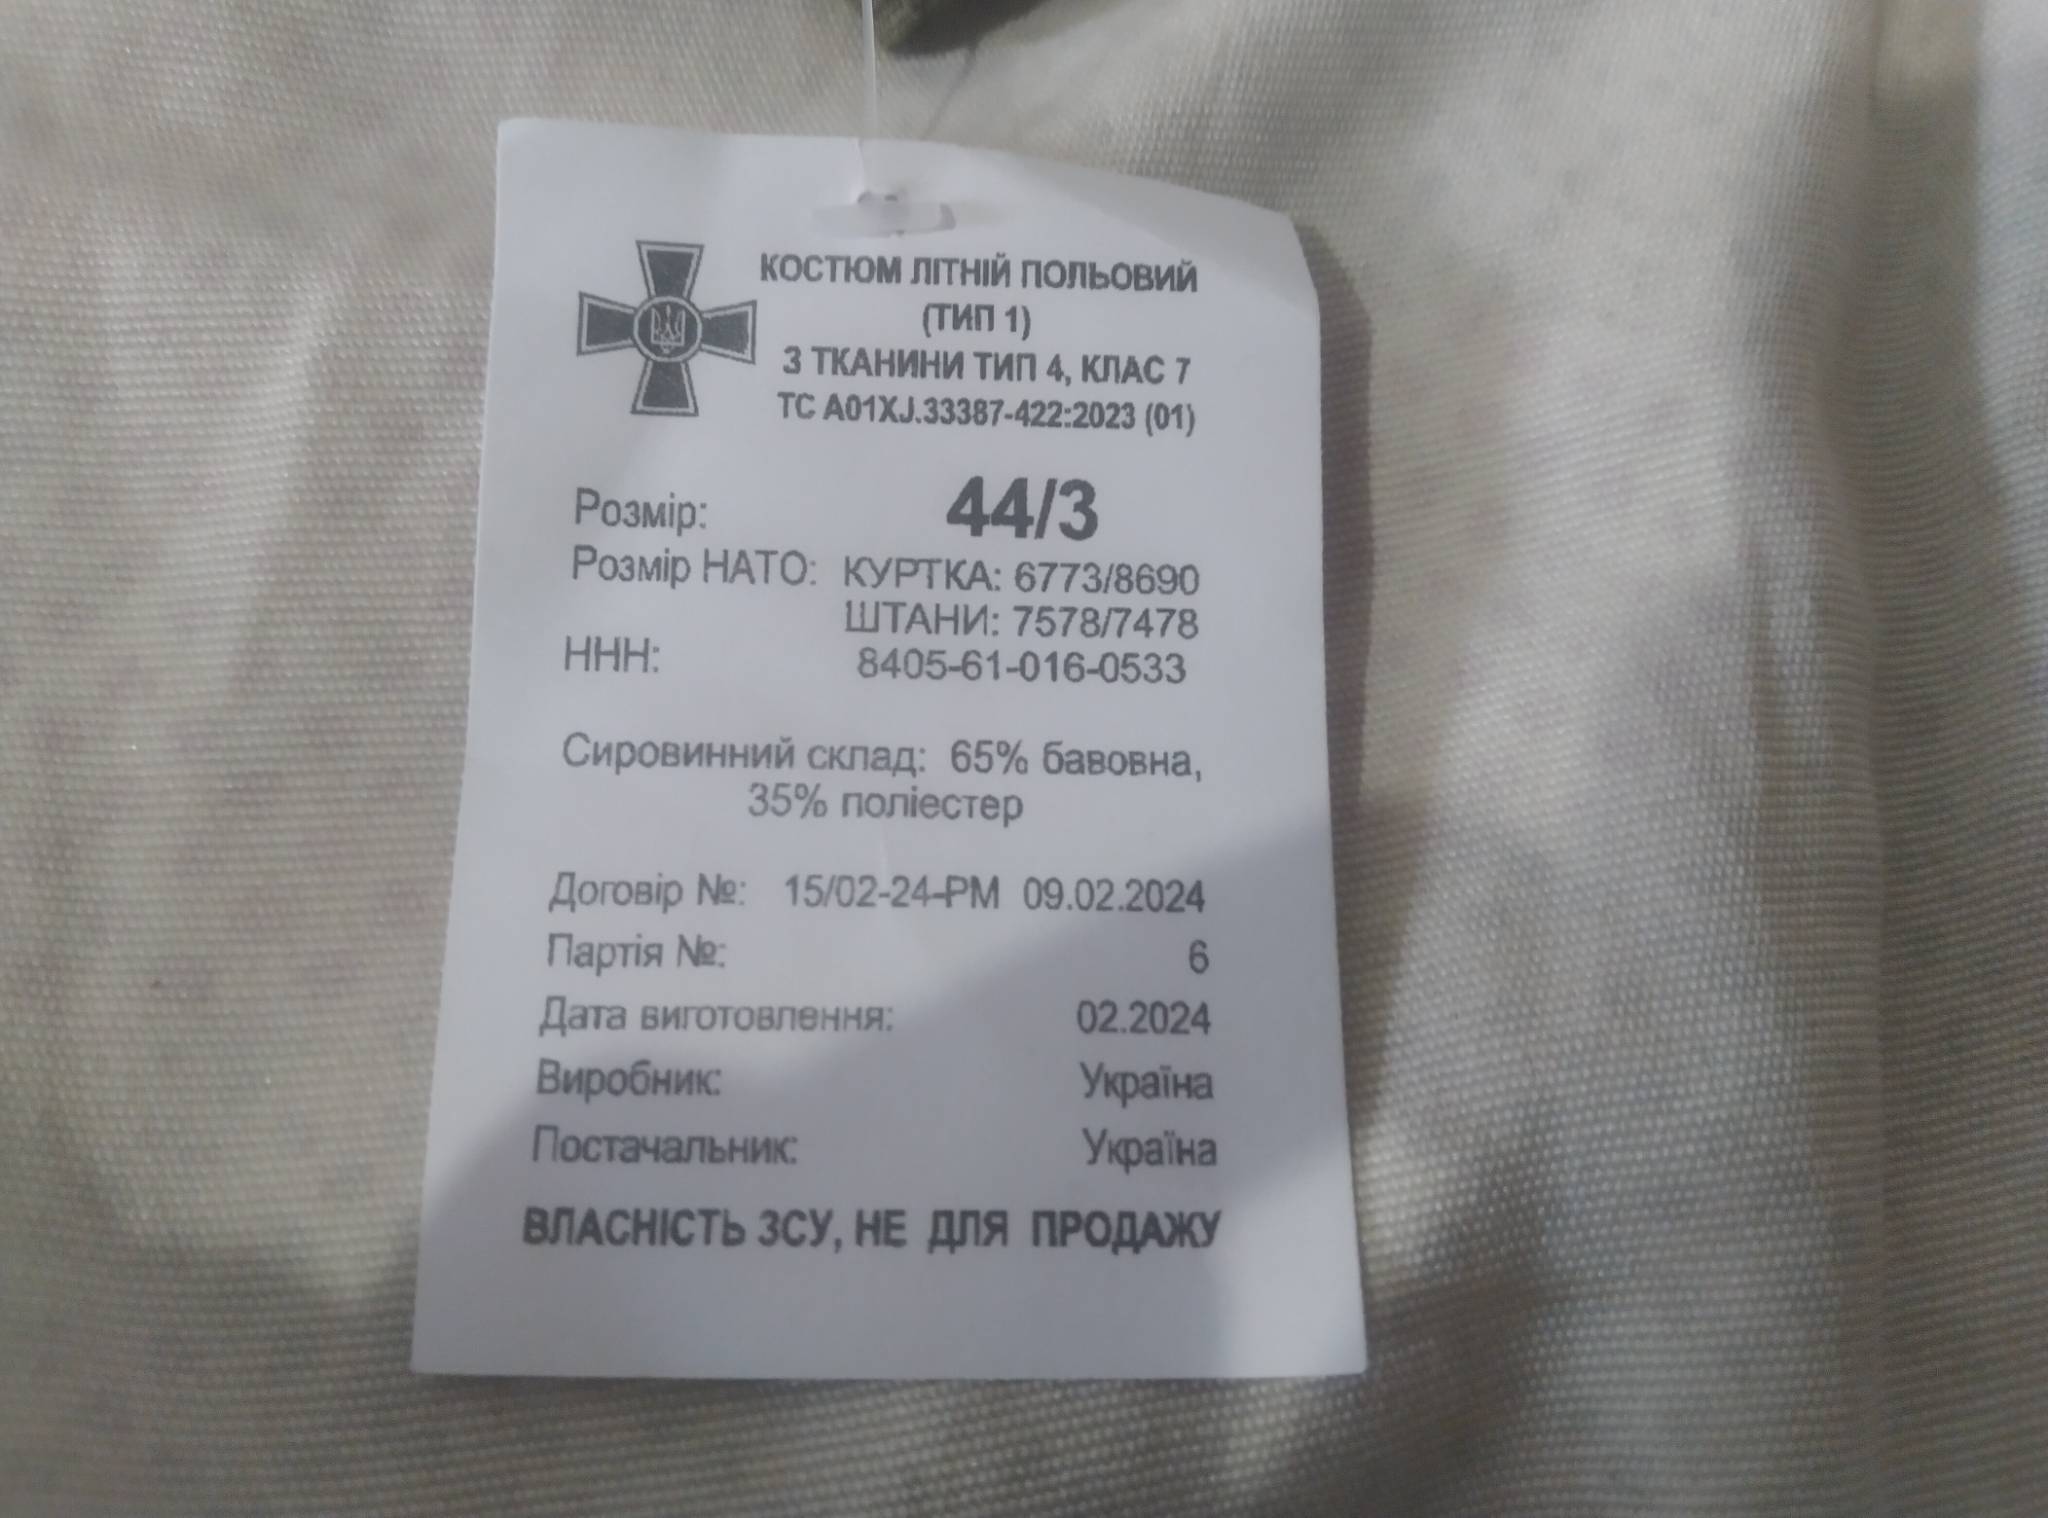 КОСТЮМ ЛІТНІЙ ПОЛЬОВИЙ
(ТИП 1)
З ТКАНИНИ ТИП 4, КЛАС 7
ТС А01XJ.33387-422:2023 (01)
Розмір: 44/3
Розмір НАТО: КУРТКА: 6773/8690
ШТАНИ: 7578/7478
ННН: 8405-61-016-0533
Сировинний склад: 65% бавовна,
35% поліестер
Договір №: 15/02-24-РМ 09.02.2024
Партія №: 6
Дата виготовлення: 02.2024
Виробник: Україна
Постачальник: Україна
ВЛАСНІСТЬ ЗСУ, НЕ ДЛЯ ПРОДАЖУ